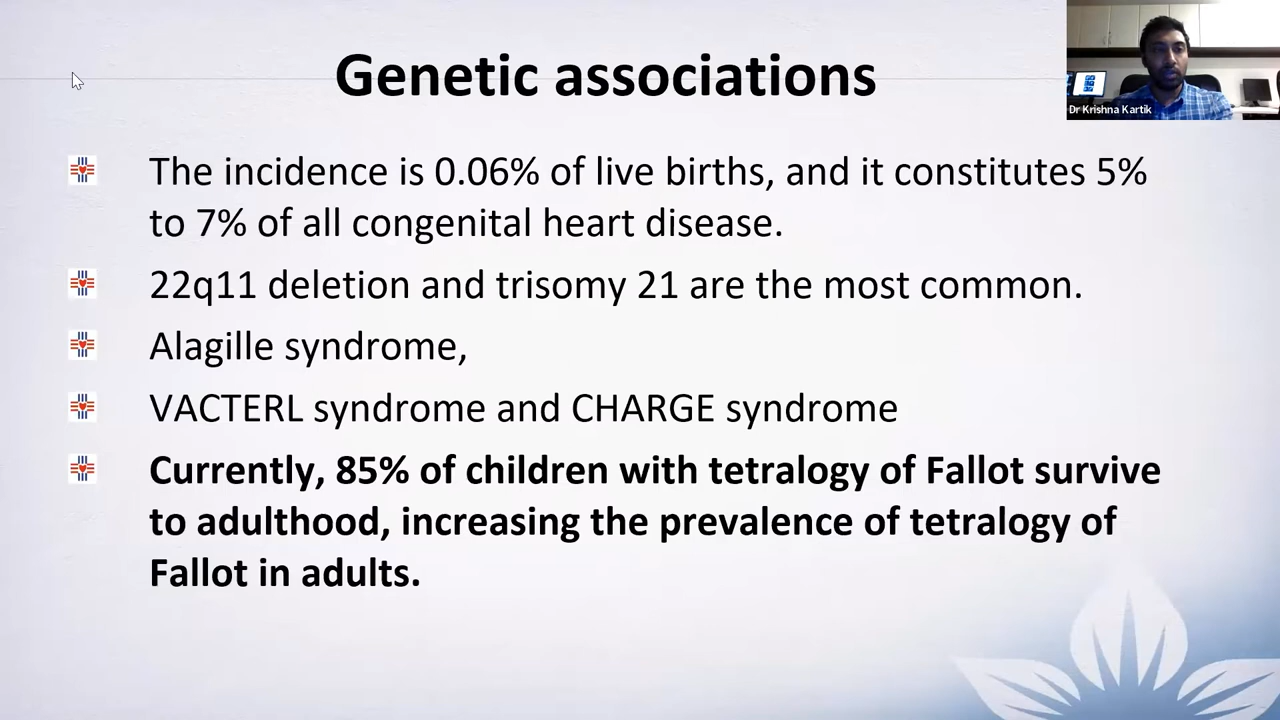 Genetic associations
Dr Krishna Kartik
The incidence is 0.06% of live births, and it constitutes 5%
to 7% of all congenital heart disease.
22q11 deletion and trisomy 21 are the most common.
Alagille syndrome,
VACTERL syndrome and CHARGE syndrome
Currently, 85% of children with tetralogy of Fallot survive
to adulthood, increasing the prevalence of tetralogy of
Fallot in adults.